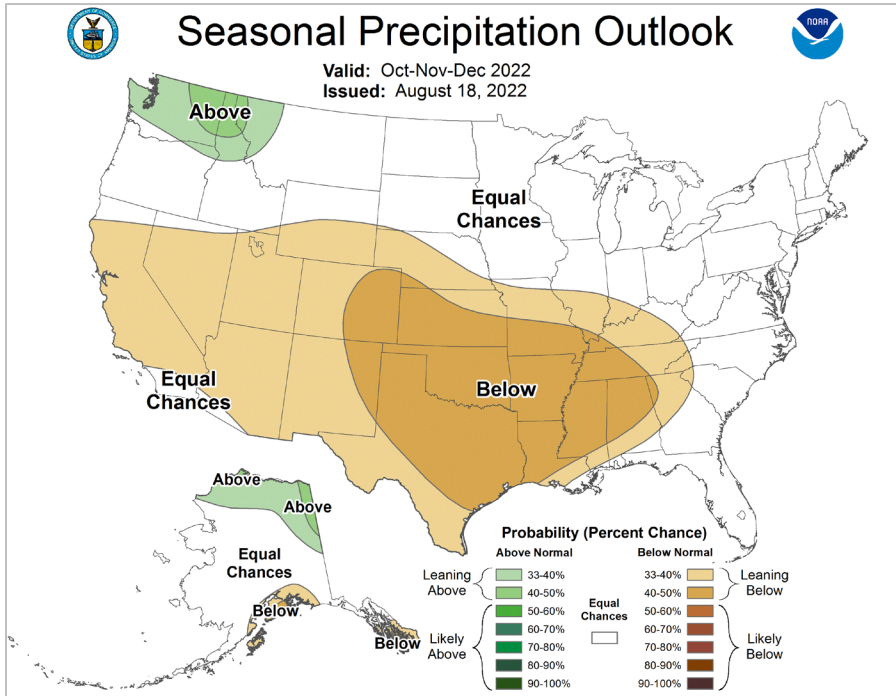 Seasonal Precipitation Outlook
NOAA
Valid: Oct-Nov-Dec 2022
Issued: August 18, 2022
Above
Equal
Chances
Equal
Chances
Below
Above
Above
Equal
Chances
Below
Below
Probability (Percent Chance)
Above Normal
Below Normal
Leaning
Above
33-40%
40-50%
Likely
Above
50-60%
60-70%
70-80%
80-90%
90-100%
Equal
Chances
33-40%
40-50%
Leaning
Below
50-60%
60-70%
70-80%
80-90%
90-100%
Likely
Below